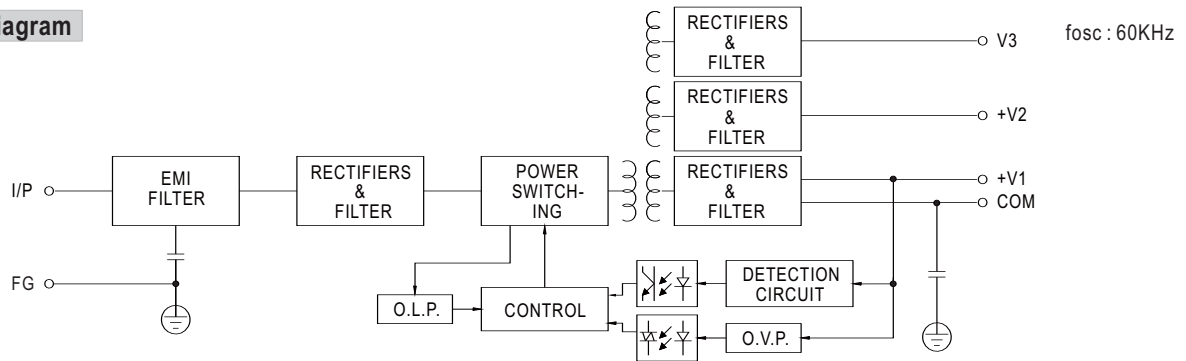 iagram
RECTIFIERS
&
FILTER
V3
fosc : 60KHz
RECTIFIERS
&
FILTER
+V2
I/P
EMI
FILTER
RECTIFIERS
&
FILTER
POWER
SWITCH-
ING
RECTIFIERS
&
FILTER
+V1
COM
FG
O.L.P.
CONTROL
DETECTION
CIRCUIT
O.V.P.